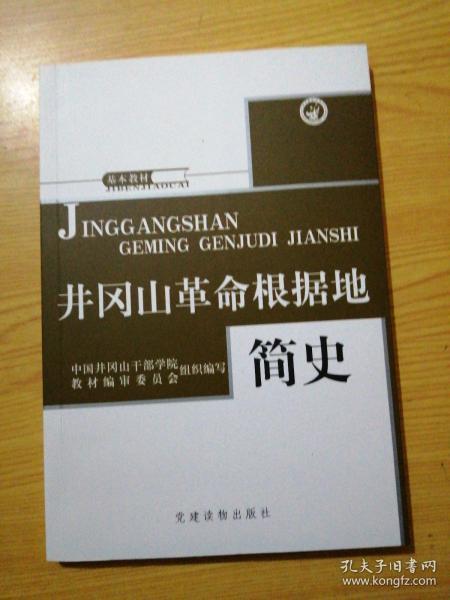 基本教材
JIBENJIAOCAI
JINGGANGSHAN
GEMING GENJUDI JIANSHI
井冈山革命根据地
简史
中国井冈山干部学院
教材编审委员会
组织编写
党建读物出版社
孔夫子旧书网
www.kongfz.com